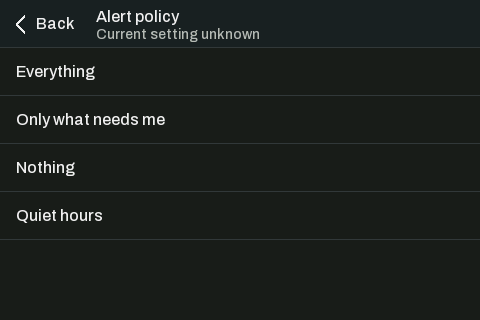 Back
Alert policy
Current setting unknown
Everything
Only what needs me
Nothing
Quiet hours